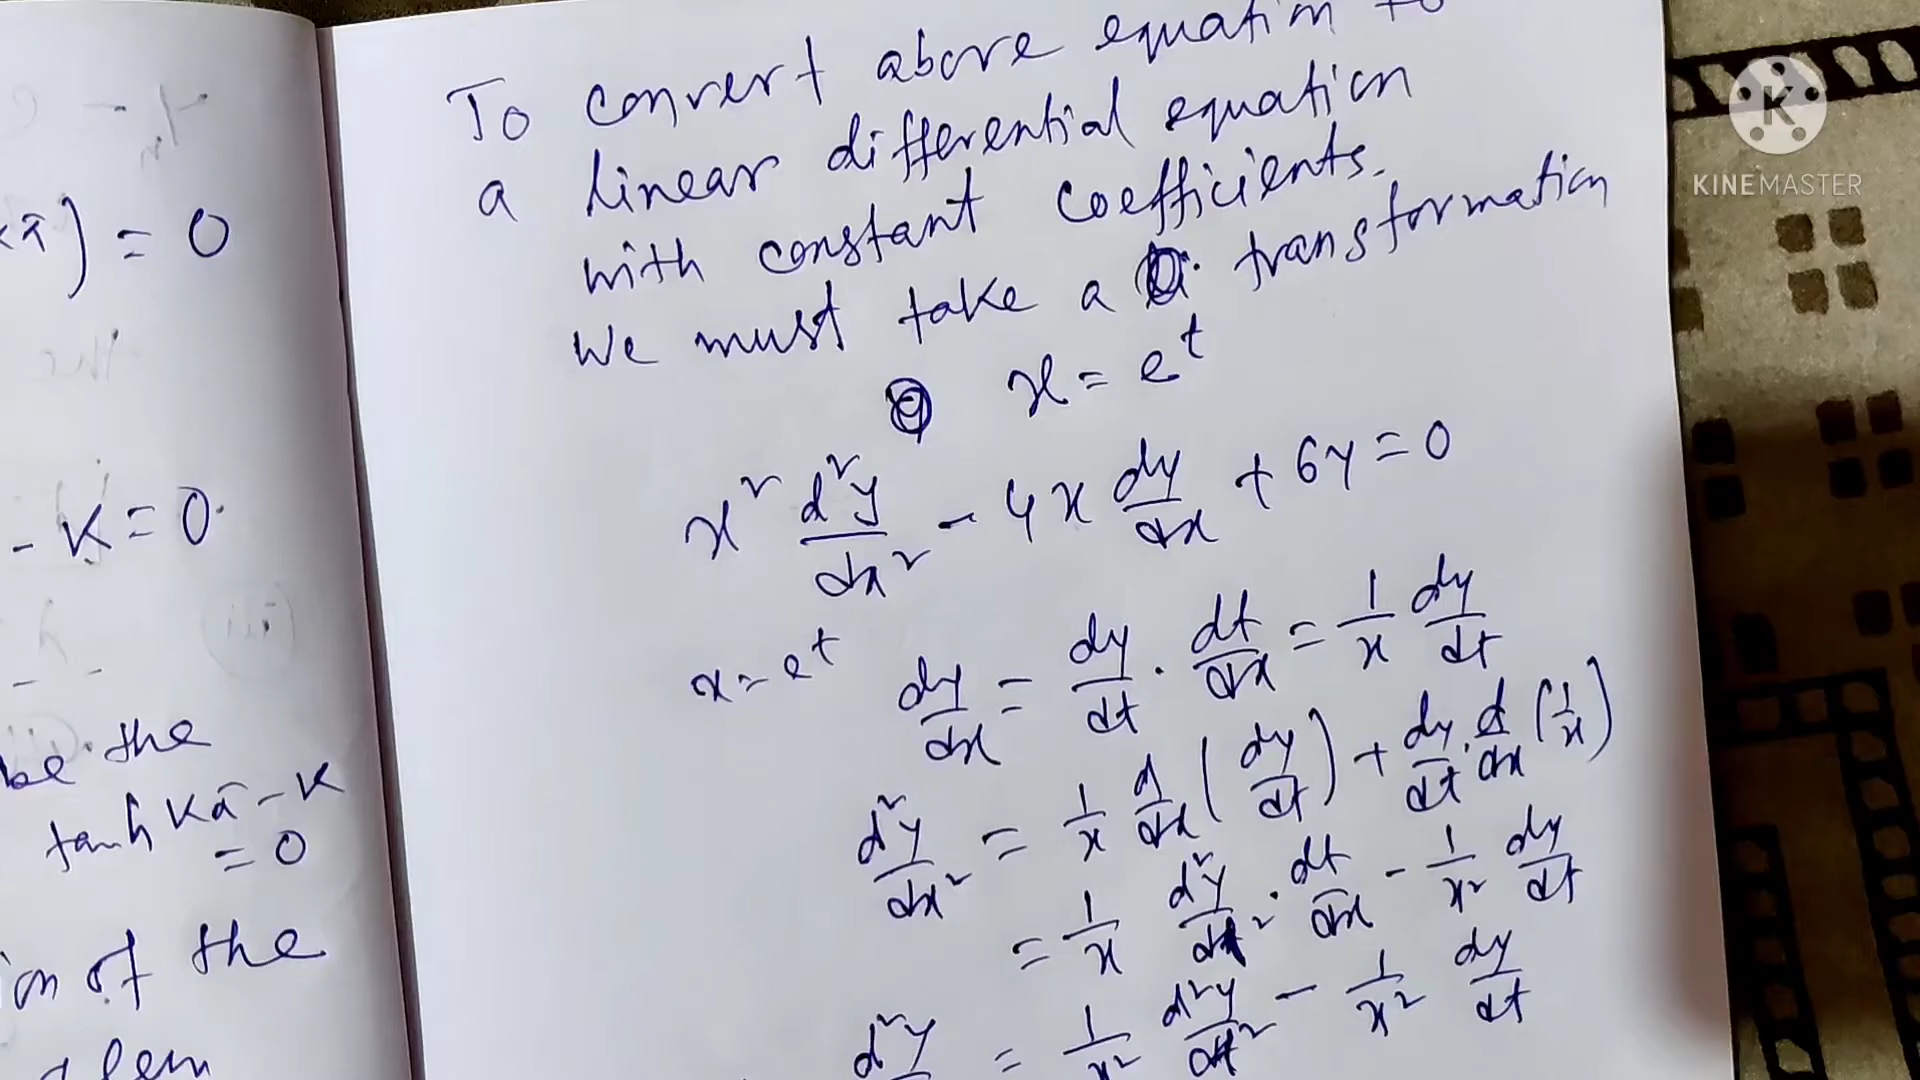 x̄) = 0
- K = 0.
be the
tanh Kā - K
= 0
on of the
To convert above equation to
a linear differential equation
with constant coefficients.
We must take a transformation
x = e^t
x² d²y/dx² - 4x dy/dx + 6y = 0
x = e^t dy/dx = dy/dt · dt/dx = 1/x dy/dt
d²y/dx² = 1/x d/dx (dy/dt) + dy/dt · d/dx (1/x)
= 1/x d²y/dt² · dt/dx - 1/x² dy/dt
d²y = 1/x² d²y/dt² - 1/x² dy/dt
K
KINEMASTER